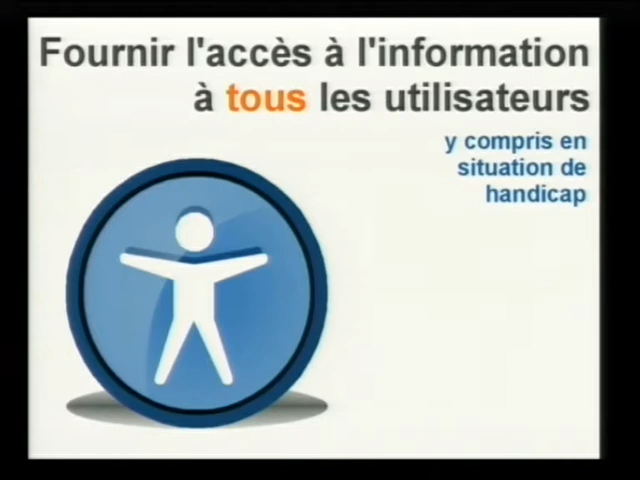 Fournir l'accès à l'information
à tous les utilisateurs
y compris en
situation de
handicap